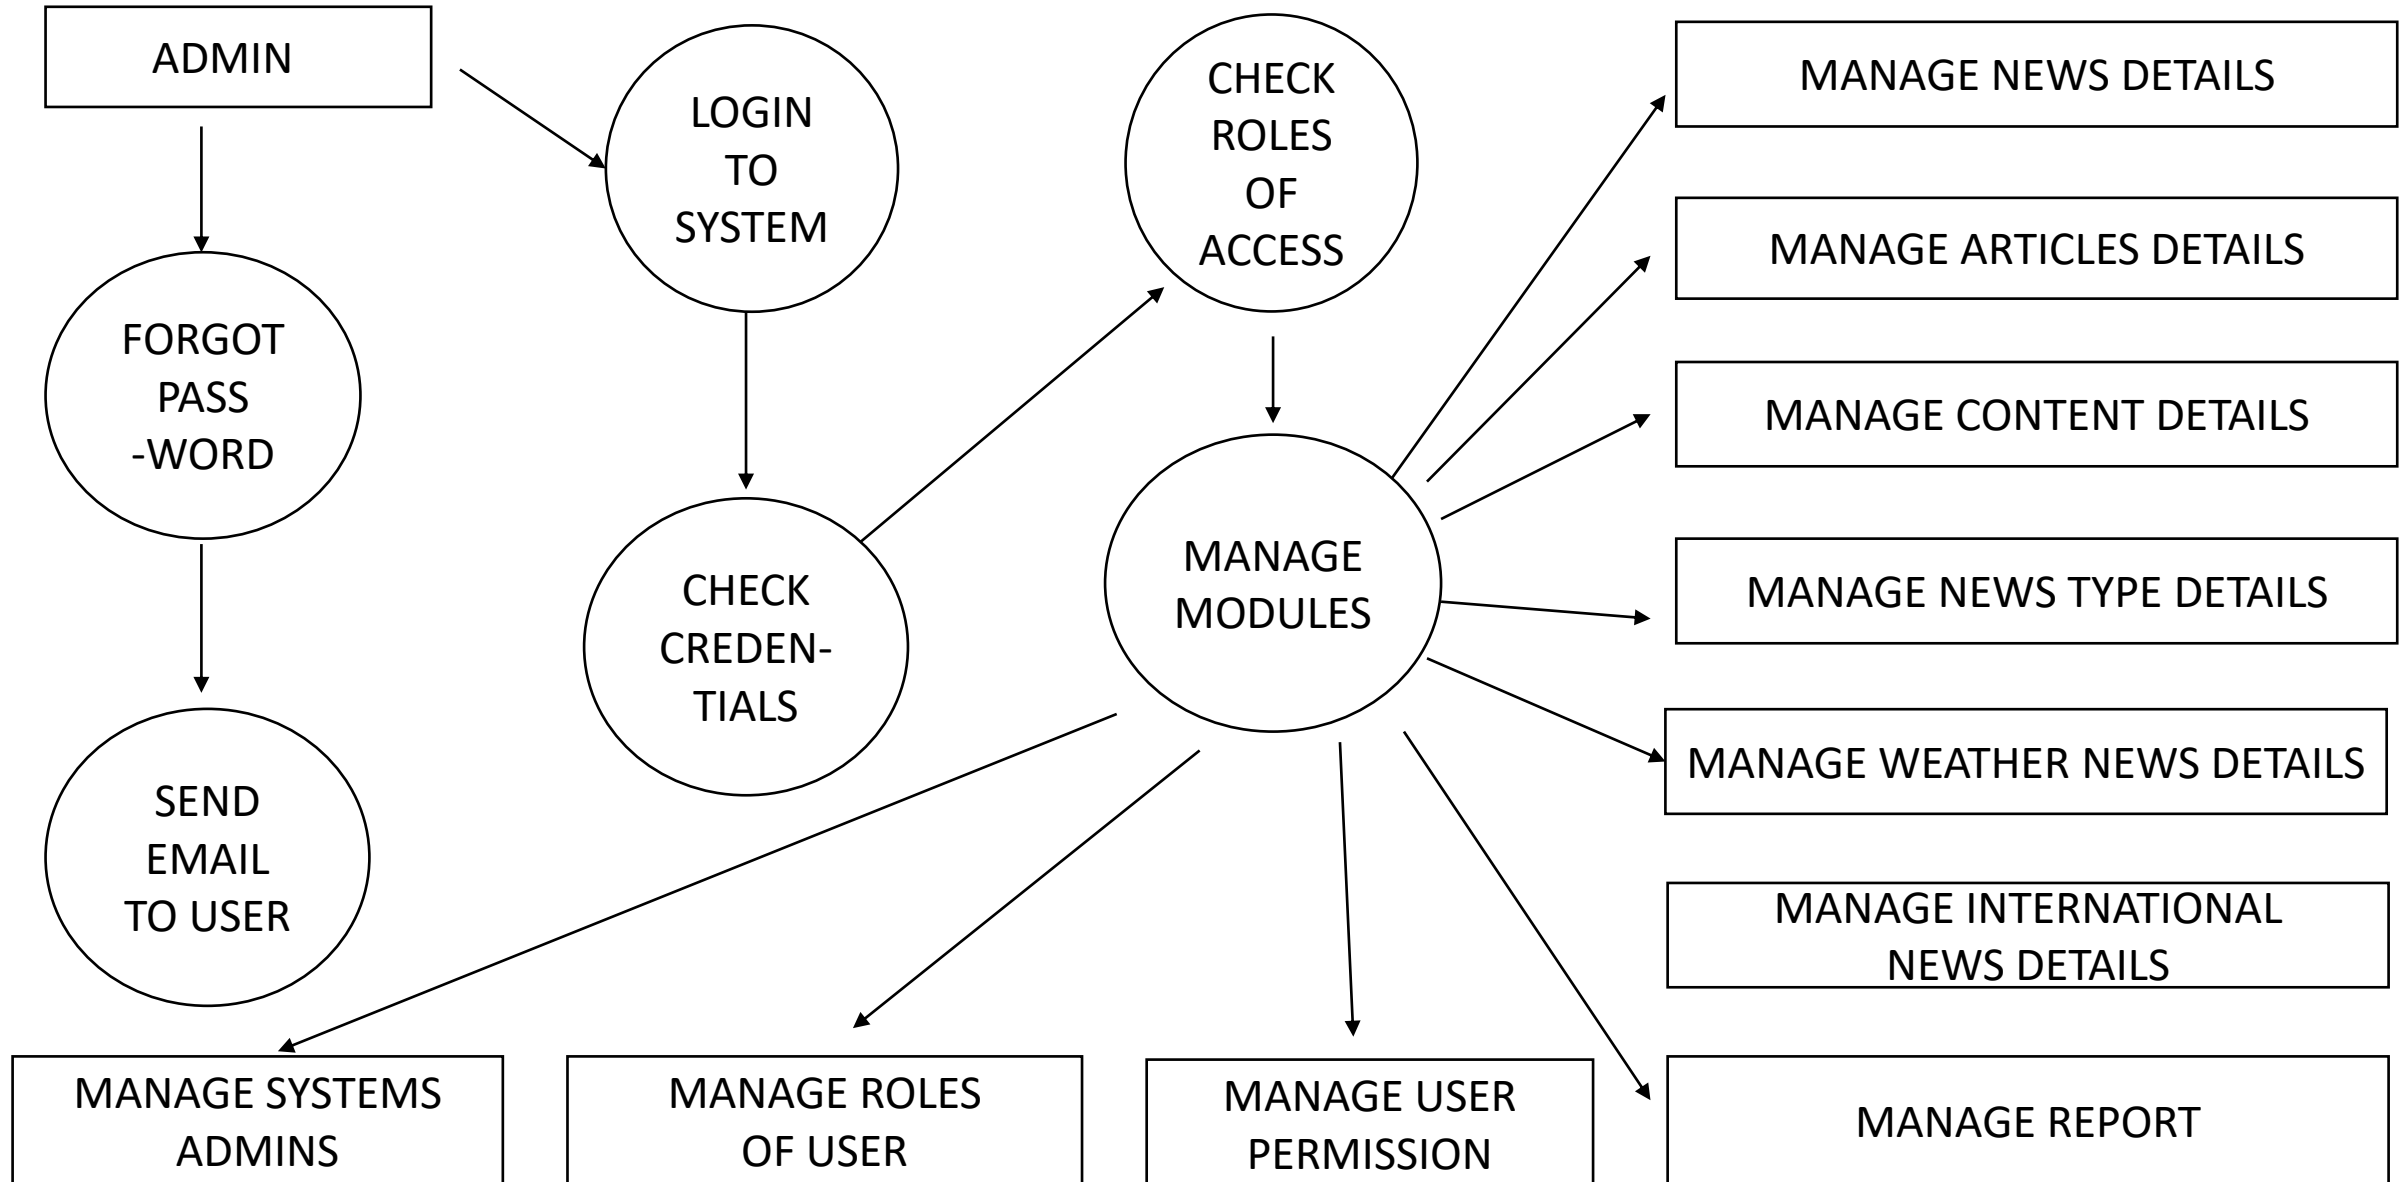 ADMIN
LOGIN
TO
SYSTEM
CHECK
ROLES
OF
ACCESS
MANAGE NEWS DETAILS
MANAGE ARTICLES DETAILS
FORGOT
PASS
-WORD
MANAGE CONTENT DETAILS
CHECK
CREDEN-
TIALS
MANAGE
MODULES
MANAGE NEWS TYPE DETAILS
MANAGE WEATHER NEWS DETAILS
SEND
EMAIL
TO USER
MANAGE INTERNATIONAL
NEWS DETAILS
MANAGE SYSTEMS
ADMINS
MANAGE ROLES
OF USER
MANAGE USER
PERMISSION
MANAGE REPORT